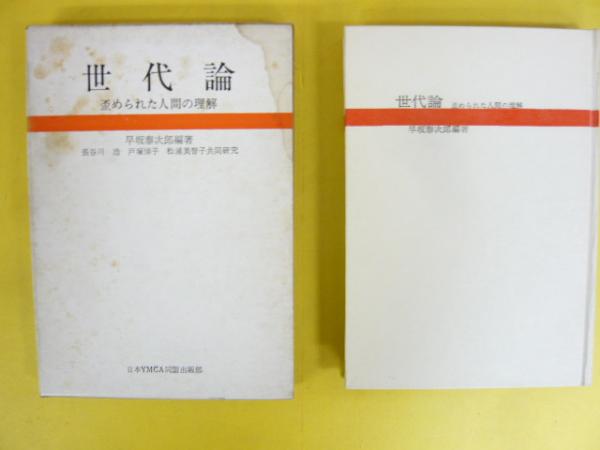 世代論
歪められた人間の理解
早坂泰次郎編著
長谷川 浩 戸塚倫子 松浦美智子共同研究
日本YMCA同盟出版部
世代論 歪められた人間の理解
早坂泰次郎編著